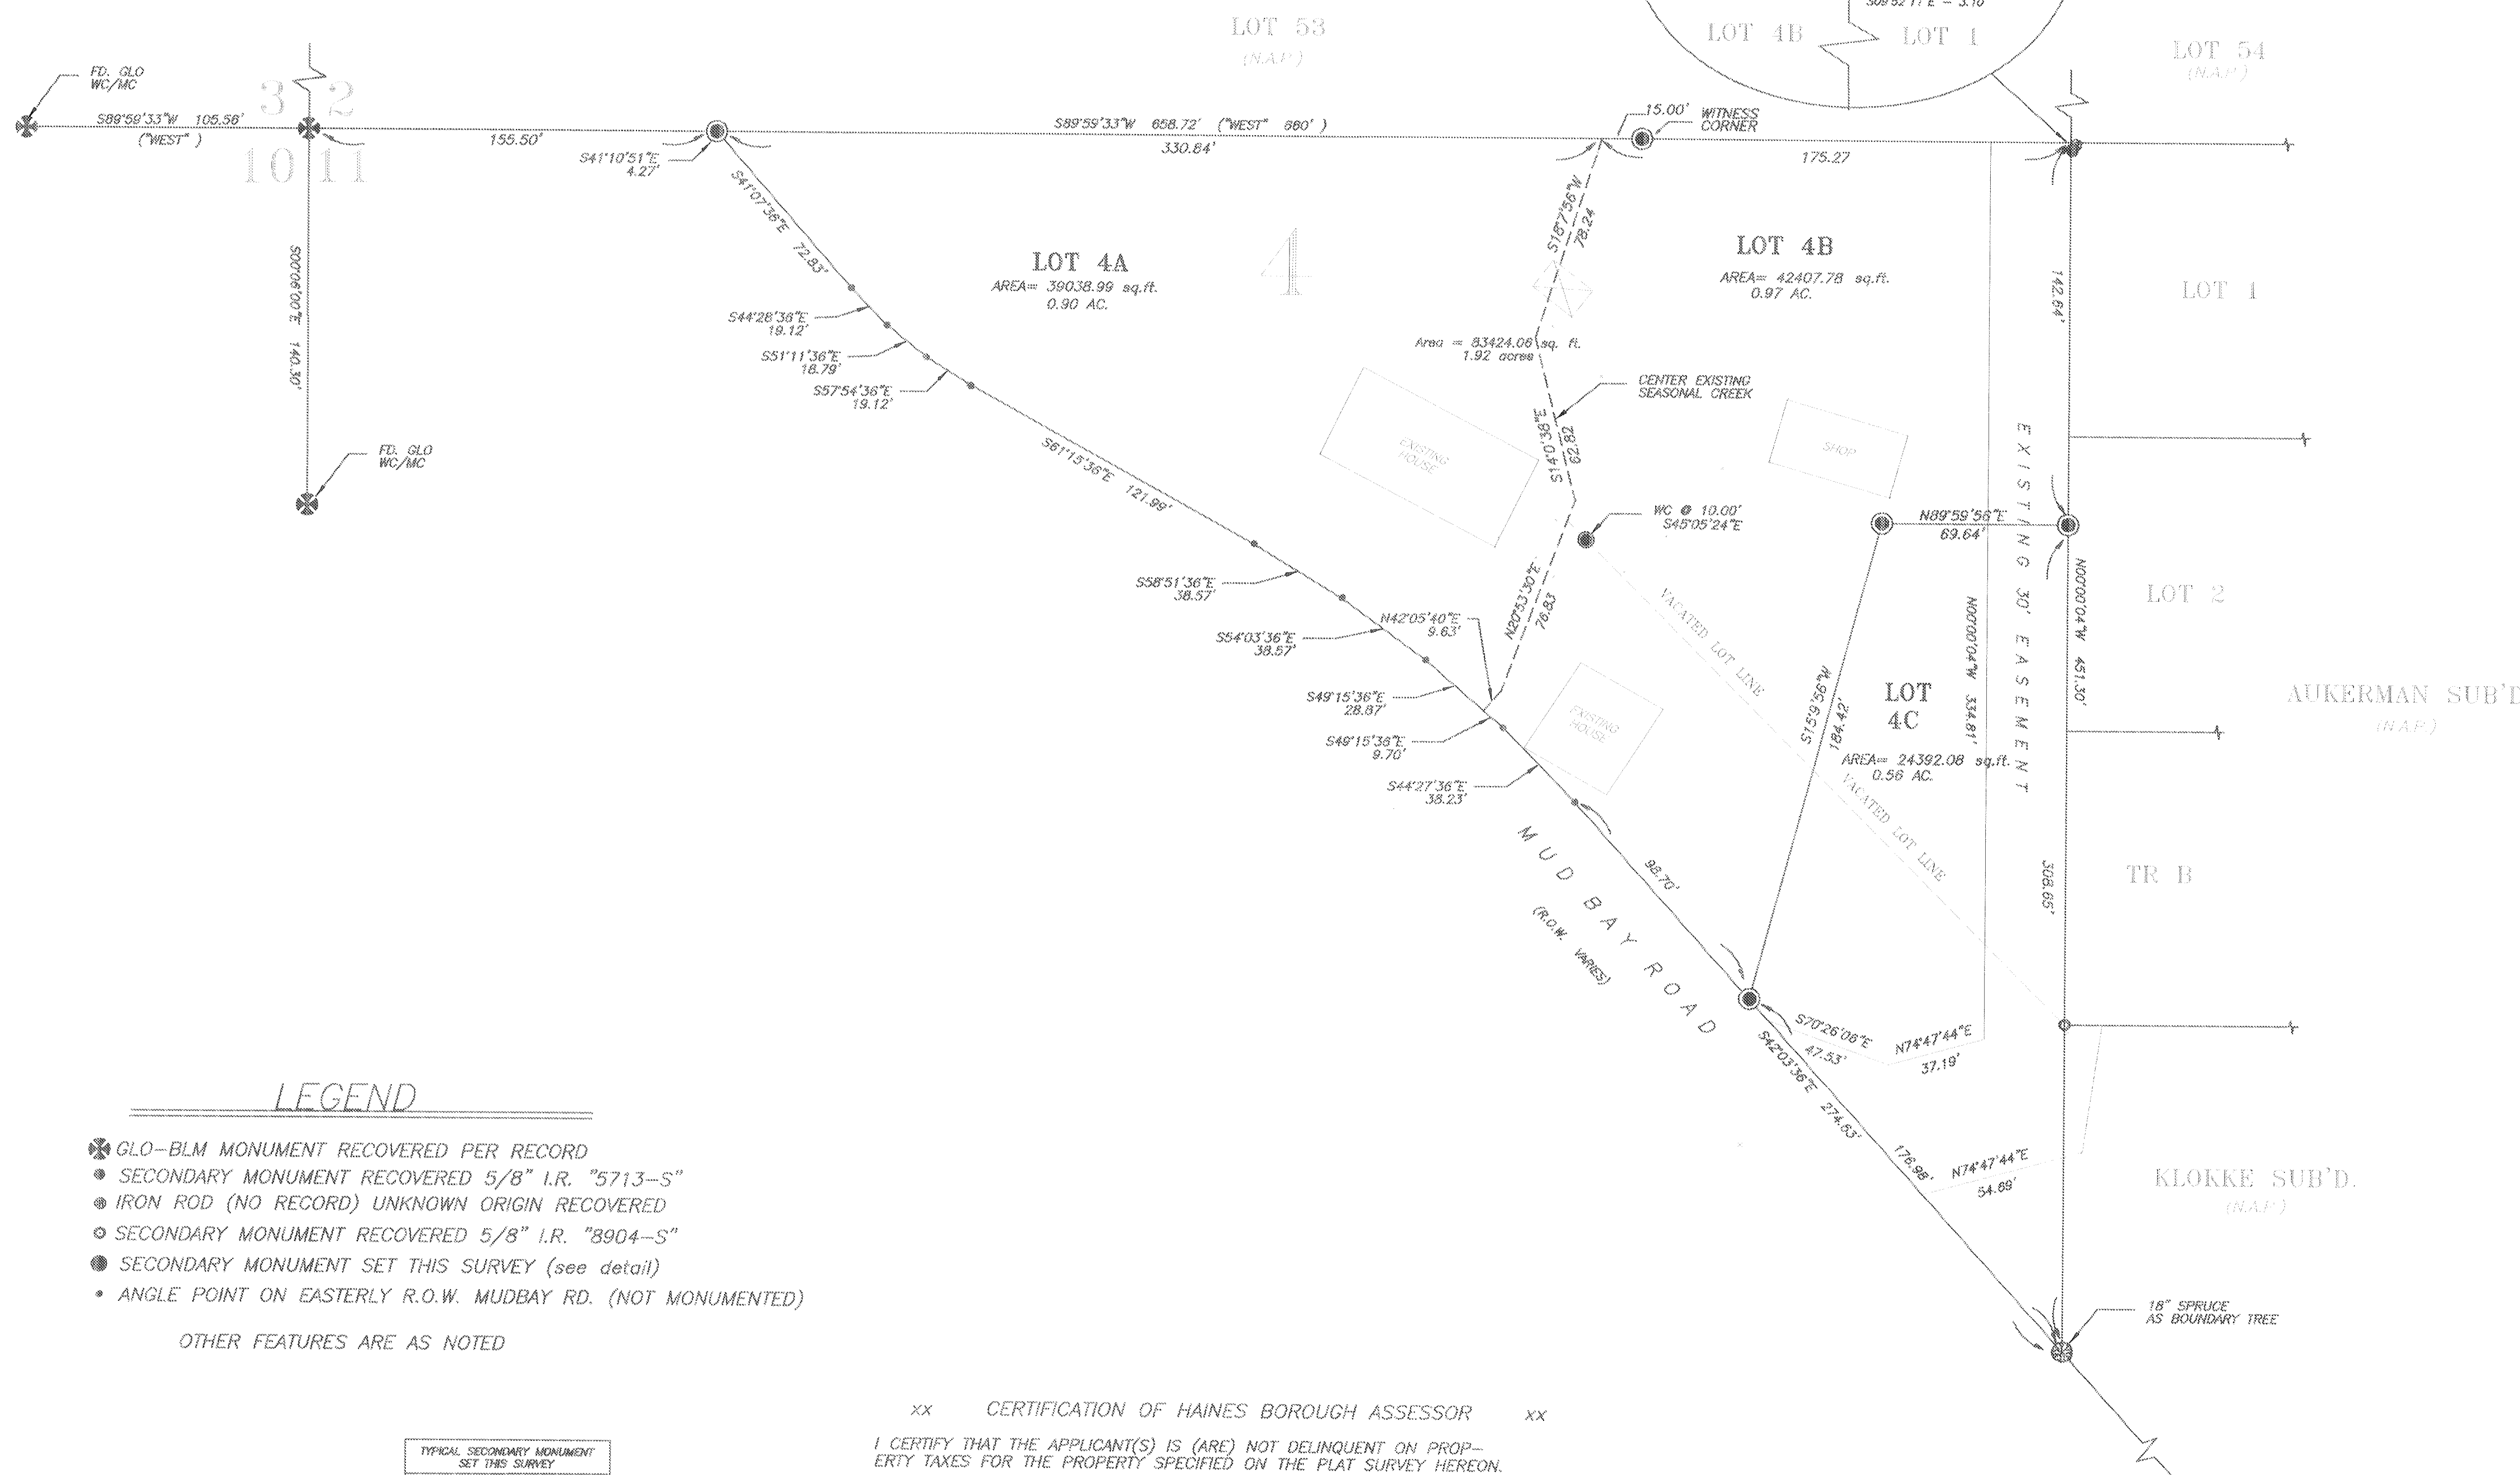 S09°52'11"E - 3.10'
LOT 53
(N.A.P.)
LOT 4B
LOT 1
LOT 54
(N.A.P.)
FD. GLO
WC/MC
3 2
10 11
S89°59'33"W 105.56'
("WEST" )
155.50'
S41°10'51"E
4.27'
S89°59'33"W 658.72' ("WEST" 660' )
330.84'
15.00'
WITNESS
CORNER
175.27
S00°06'00"E 140.30'
FD. GLO
WC/MC
S41°07'36"E 72.83'
LOT 4A
AREA= 39038.99 sq.ft.
0.90 AC.
4
S18°7'56"W
78.24
LOT 4B
AREA= 42407.78 sq.ft.
0.97 AC.
142.64'
LOT 1
S44°28'36"E
19.12'
S51°11'36"E
18.79'
S57°54'36"E
19.12'
Area = 83424.06 sq. ft.
1.92 acres
CENTER EXISTING
SEASONAL CREEK
S61°15'36"E 121.99'
EXISTING
HOUSE
S14°0'38"E
62.82
SHOP
WC @ 10.00'
S45°05'24"E
N89°59'56"E
69.64'
EXISTING 30' EASEMENT
N00°00'04"W 451.30'
LOT 2
S58°51'36"E
38.57'
S54°03'36"E
38.57'
N42°05'40"E
9.63'
N20°53'30"E
76.83
VACATED LOT LINE
S49°15'36"E
28.87'
S49°15'36"E
9.70'
S44°27'36"E
38.23'
EXISTING
HOUSE
S15°9'56"W
184.42'
LOT
4C
AREA= 24392.08 sq.ft.
0.56 AC.
N00°00'04"W 334.81'
VACATED LOT LINE
AUKERMAN SUB'D
(N.A.P.)
308.65'
TR B
MUD BAY ROAD
(R.O.W. VARIES)
98.70'
S70°26'06"E
47.53'
N74°47'44"E
37.19'
S42°03'36"E 274.63'
176.98'
N74°47'44"E
54.69'
KLOKKE SUB'D.
(N.A.P.)
18" SPRUCE
AS BOUNDARY TREE
LEGEND
GLO-BLM MONUMENT RECOVERED PER RECORD
SECONDARY MONUMENT RECOVERED 5/8" I.R. "5713-S"
IRON ROD (NO RECORD) UNKNOWN ORIGIN RECOVERED
SECONDARY MONUMENT RECOVERED 5/8" I.R. "8904-S"
SECONDARY MONUMENT SET THIS SURVEY (see detail)
ANGLE POINT ON EASTERLY R.O.W. MUDBAY RD. (NOT MONUMENTED)
OTHER FEATURES ARE AS NOTED
TYPICAL SECONDARY MONUMENT
SET THIS SURVEY
xx CERTIFICATION OF HAINES BOROUGH ASSESSOR xx
I CERTIFY THAT THE APPLICANT(S) IS (ARE) NOT DELINQUENT ON PROP-
ERTY TAXES FOR THE PROPERTY SPECIFIED ON THE PLAT SURVEY HEREON.